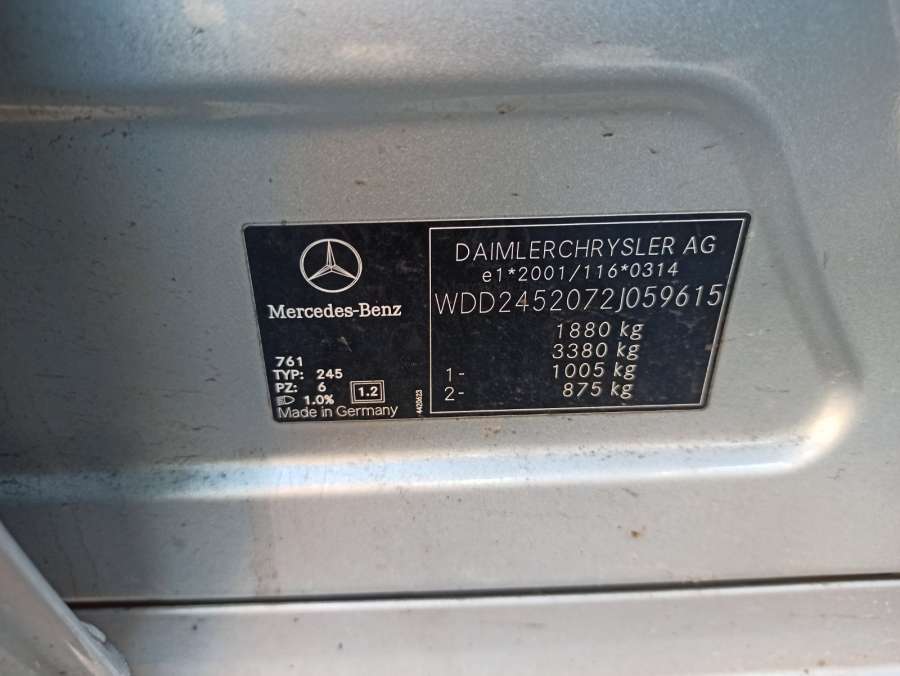 Mercedes-Benz
761
TYP: 245
PZ: 6
1.0%
1.2
Made in Germany
DAIMLERCHRYSLER AG
e1*2001/116*0314
WDD2452072J059615
1880 kg
3380 kg
1- 1005 kg
2- 875 kg